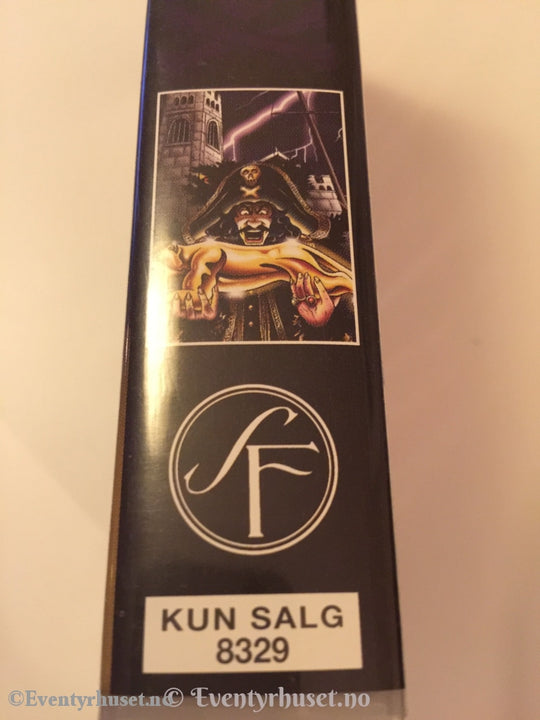 SF
KUN SALG
8329
©Eventyrhuset.no © Eventyrhuset.no